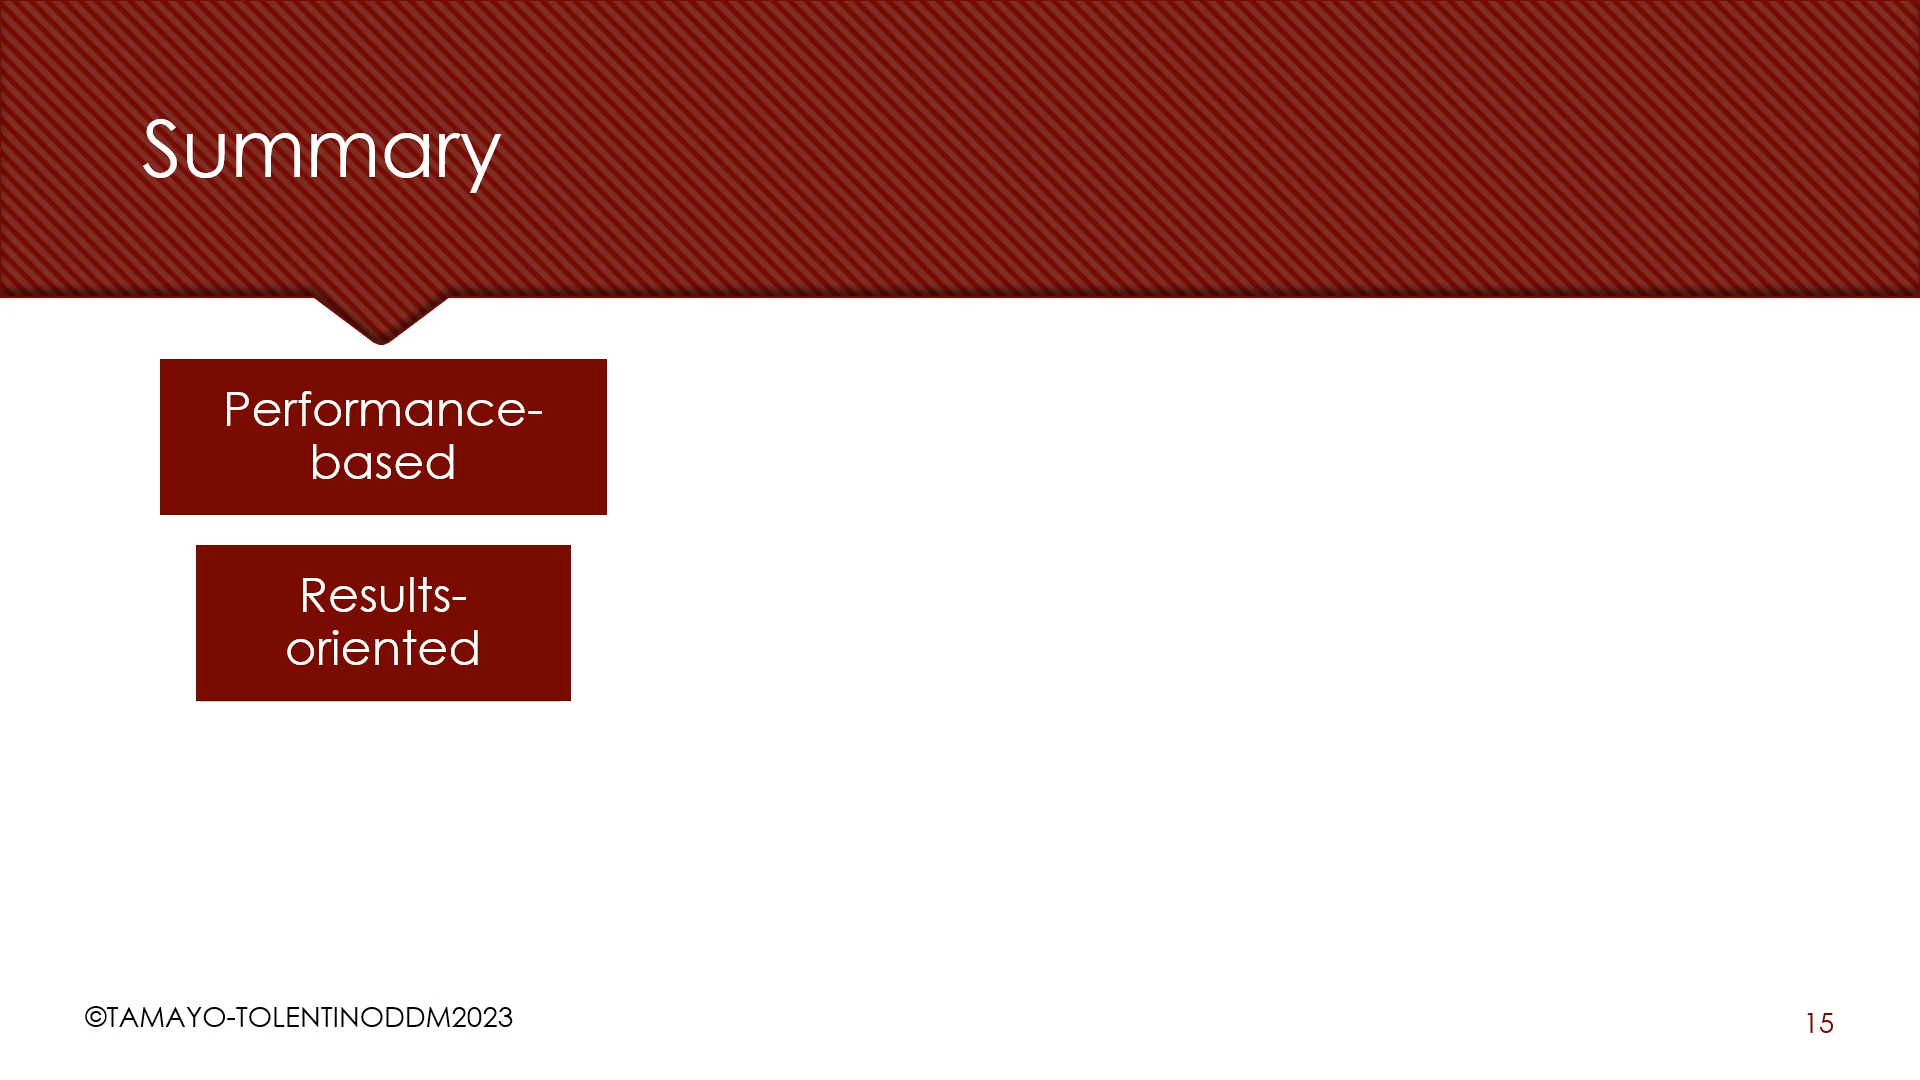 Summary
Performance-
based
Results-
oriented
©TAMAYO-TOLENTINODDM2023
15